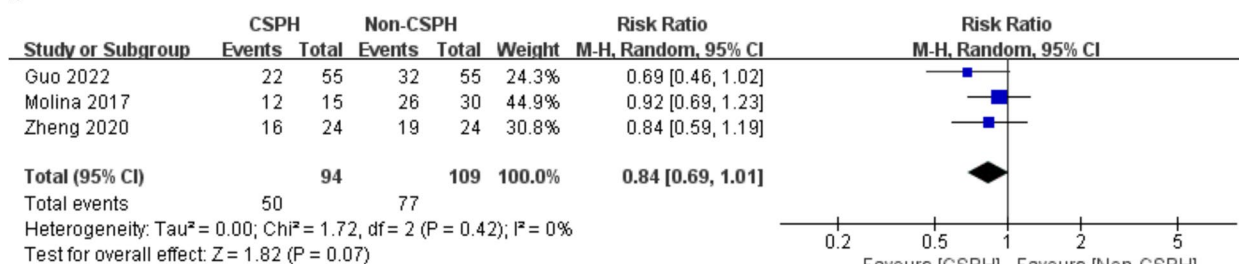 CSPH Non-CSPH Risk Ratio Risk Ratio
Study or Subgroup Events Total Events Total Weight M-H, Random, 95% CI M-H, Random, 95% CI
Guo 2022 22 55 32 55 24.3% 0.69 [0.46, 1.02]
Molina 2017 12 15 26 30 44.9% 0.92 [0.69, 1.23]
Zheng 2020 16 24 19 24 30.8% 0.84 [0.59, 1.19]
Total (95% CI) 94 109 100.0% 0.84 [0.69, 1.01]
Total events 50 77
Heterogeneity: Tau² = 0.00; Chi² = 1.72, df = 2 (P = 0.42); I² = 0%
Test for overall effect: Z = 1.82 (P = 0.07)
0.2 0.5 1 2 5
Favours [CSPH] Favours [Non-CSPH]